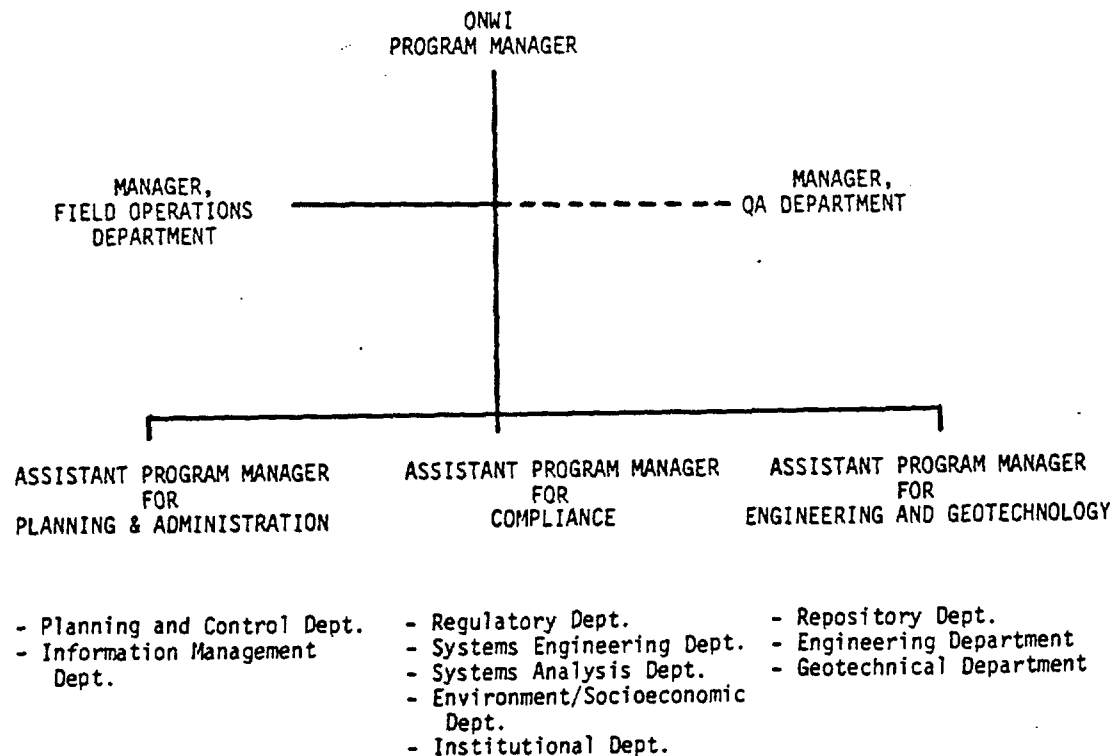 ONWI
PROGRAM MANAGER
MANAGER,
FIELD OPERATIONS
DEPARTMENT
MANAGER,
QA DEPARTMENT
ASSISTANT PROGRAM MANAGER
FOR
PLANNING & ADMINISTRATION
ASSISTANT PROGRAM MANAGER
FOR
COMPLIANCE
ASSISTANT PROGRAM MANAGER
FOR
ENGINEERING AND GEOTECHNOLOGY
- Planning and Control Dept.
- Information Management
Dept.
- Regulatory Dept.
- Systems Engineering Dept.
- Systems Analysis Dept.
- Environment/Socioeconomic
Dept.
- Institutional Dept.
- Repository Dept.
- Engineering Department
- Geotechnical Department